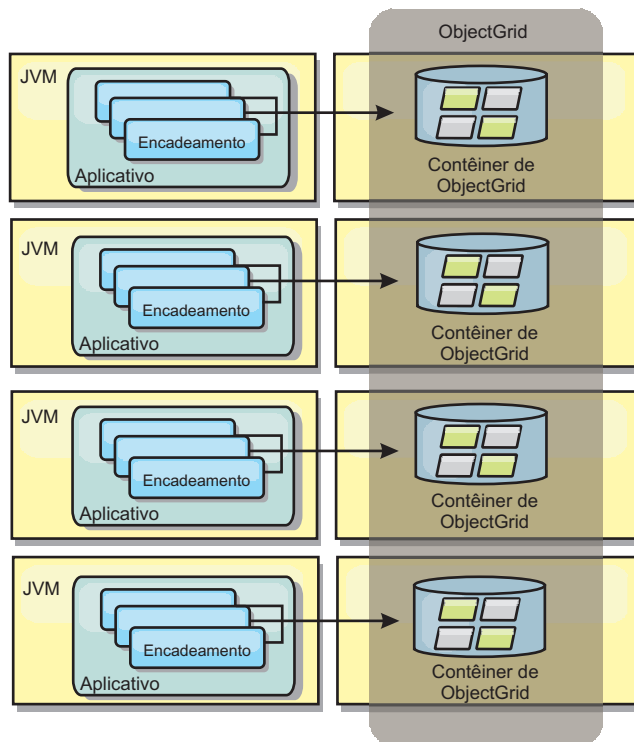 ObjectGrid
JVM
Encadeamento
Aplicativo
Contêiner de
ObjectGrid
JVM
Encadeamento
Aplicativo
Contêiner de
ObjectGrid
JVM
Encadeamento
Aplicativo
Contêiner de
ObjectGrid
JVM
Encadeamento
Aplicativo
Contêiner de
ObjectGrid